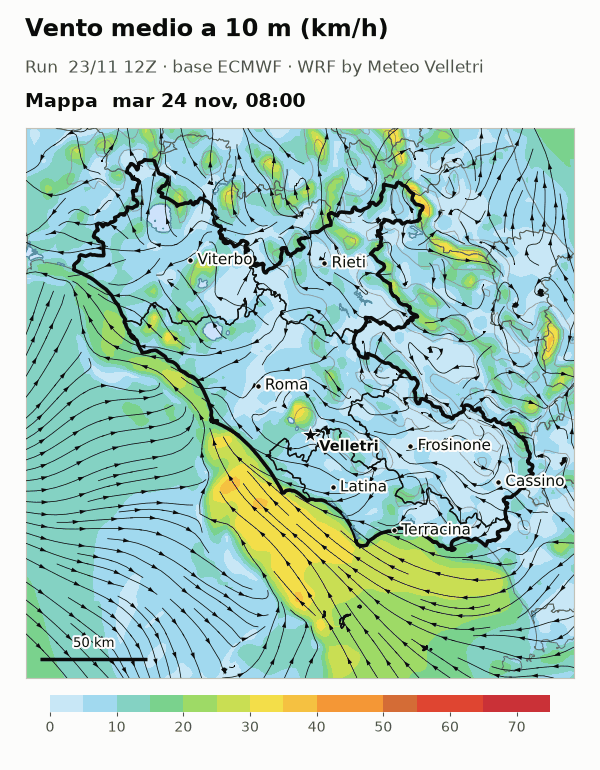 Vento medio a 10 m (km/h)
Run  23/11 12Z · base ECMWF · WRF by Meteo Velletri
Mappa  mar 24 nov, 08:00
Viterbo
Rieti
Roma
Velletri
Frosinone
Latina
Cassino
Terracina
50 km
0 10 20 30 40 50 60 70